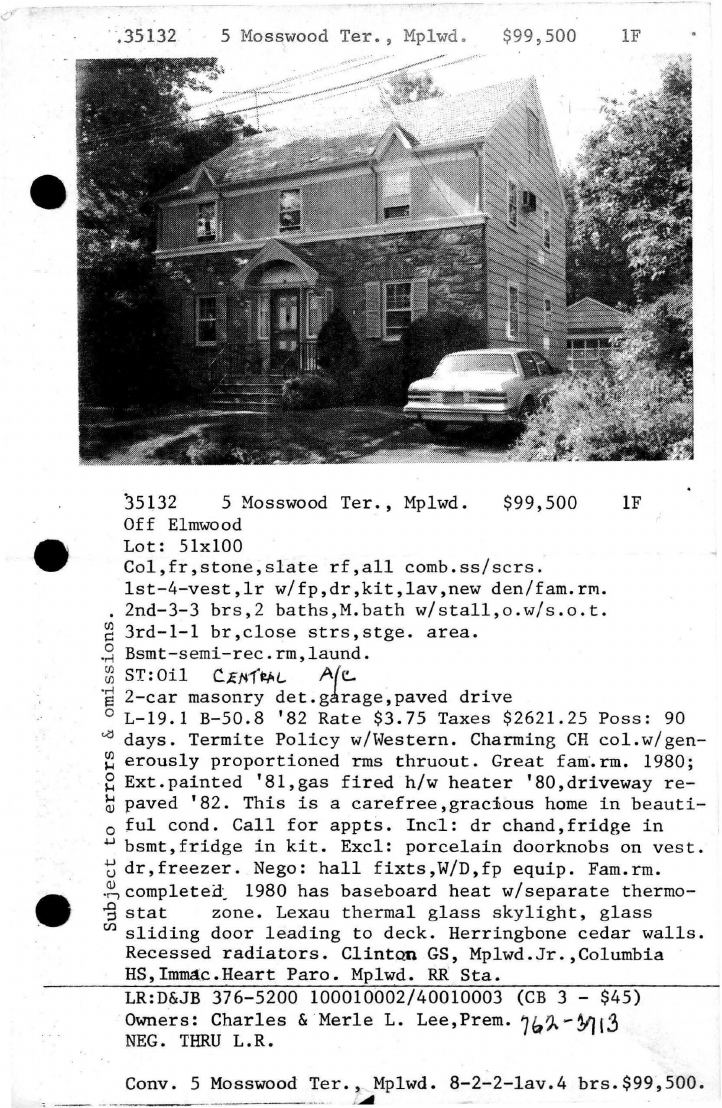 .35132 5 Mosswood Ter., Mplwd. $99,500 1F
35132 5 Mosswood Ter., Mplwd. $99,500 1F
Off Elmwood
Lot: 51x100
Col,fr,stone,slate rf,all comb.ss/scrs.
1st-4-vest,lr w/fp,dr,kit,lav,new den/fam.rm.
2nd-3-3 brs,2 baths,M.bath w/stall,o.w/s.o.t.
3rd-1-1 br,close strs,stge. area.
Bsmt-semi-rec.rm,laund.
ST:Oil CENTRAL A/C
2-car masonry det.garage,paved drive
L-19.1 B-50.8 '82 Rate $3.75 Taxes $2621.25 Poss: 90
days. Termite Policy w/Western. Charming CH col.w/gen-
erously proportioned rms thruout. Great fam.rm. 1980;
Ext.painted '81,gas fired h/w heater '80,driveway re-
paved '82. This is a carefree,gracious home in beauti-
ful cond. Call for appts. Incl: dr chand,fridge in
bsmt,fridge in kit. Excl: porcelain doorknobs on vest.
dr,freezer. Nego: hall fixts,W/D,fp equip. Fam.rm.
completed 1980 has baseboard heat w/separate thermo-
stat zone. Lexau thermal glass skylight, glass
sliding door leading to deck. Herringbone cedar walls.
Recessed radiators. Clinton GS, Mplwd.Jr.,Columbia
HS,Immac.Heart Paro. Mplwd. RR Sta.
Subject to errors & omissions.
LR:D&JB 376-5200 100010002/40010003 (CB 3 - $45)
Owners: Charles & Merle L. Lee,Prem. 762-3713
NEG. THRU L.R.
Conv. 5 Mosswood Ter., Mplwd. 8-2-2-lav.4 brs.$99,500.